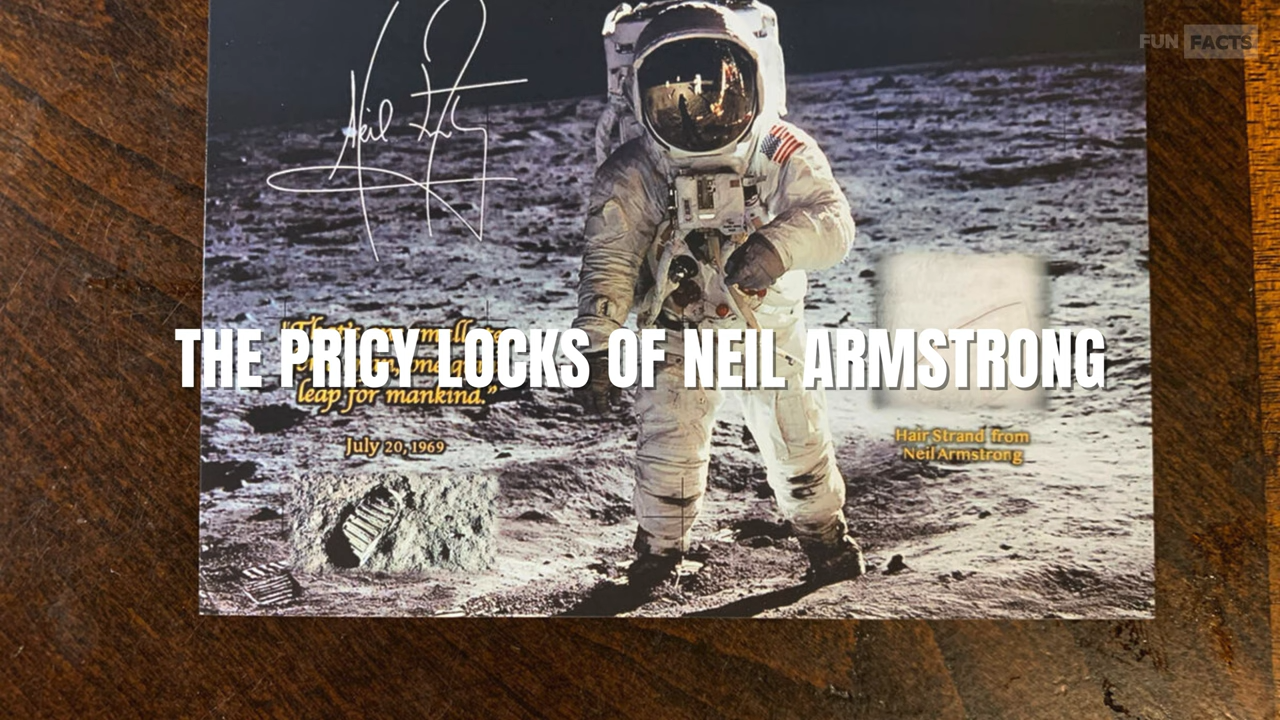 FUN FACTS
Neil
THE PRICY LOCKS OF NEIL ARMSTRONG
leap for mankind."
July 20, 1969
Hair Strand from
Neil Armstrong